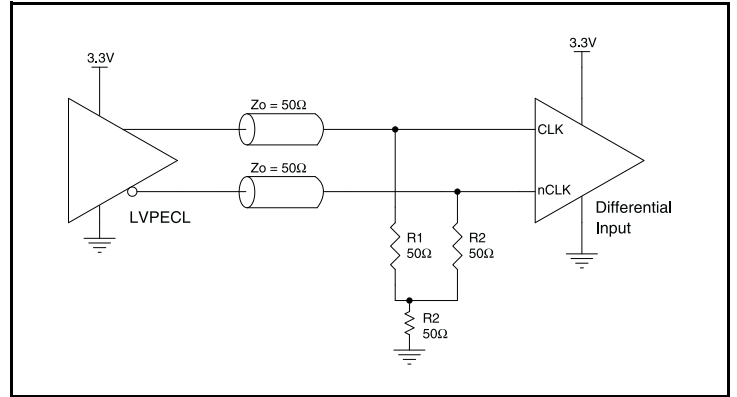 3.3V
3.3V
Zo = 50Ω
CLK
Zo = 50Ω
nCLK
LVPECL
Differential
Input
R1
50Ω
R2
50Ω
R2
50Ω